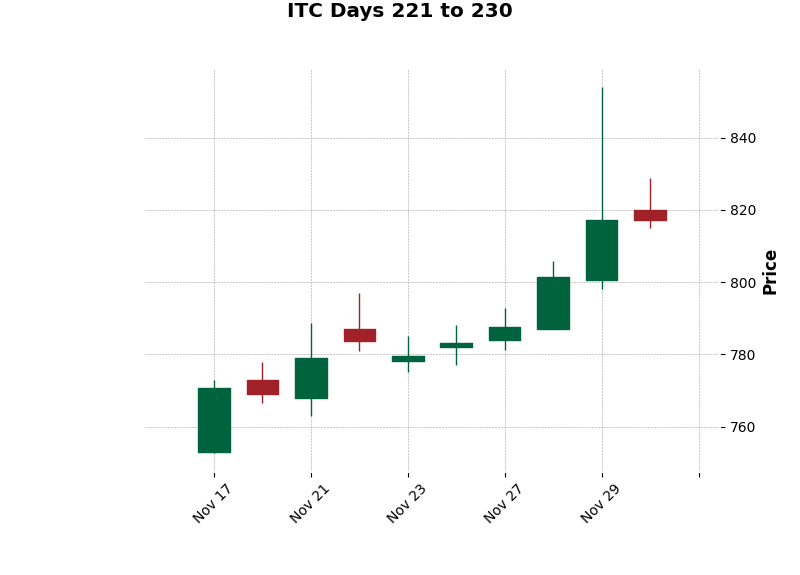 ITC Days 221 to 230
840
820
800
780
760
Price
Nov 17
Nov 21
Nov 23
Nov 27
Nov 29